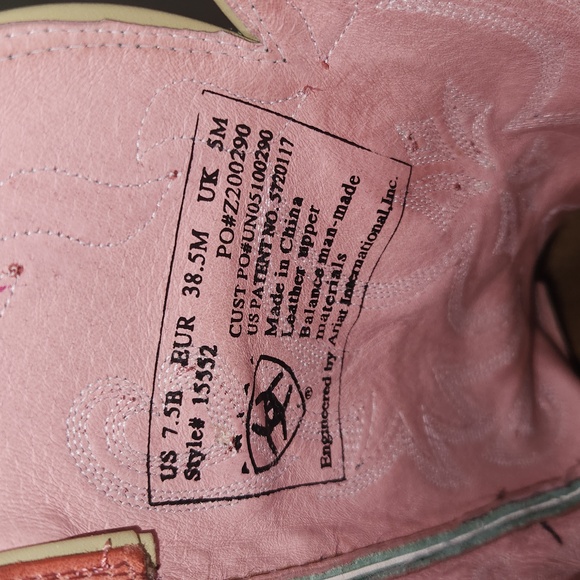 US 7.5B EUR 38.5M UK 5M
Style# 15552 PO#Z200290
CUST PO#UN05100290
US PATENT NO. 5720117
Made in China
Leather upper
Balance man-made
materials
Engineered by Ariat International, Inc.
®